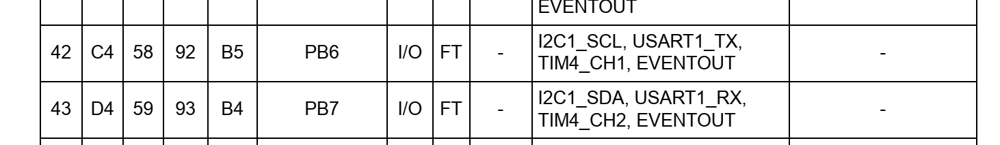 EVENTOUT
42 C4 58 92 B5 PB6 I/O FT - I2C1_SCL, USART1_TX, -
TIM4_CH1, EVENTOUT
43 D4 59 93 B4 PB7 I/O FT - I2C1_SDA, USART1_RX, -
TIM4_CH2, EVENTOUT